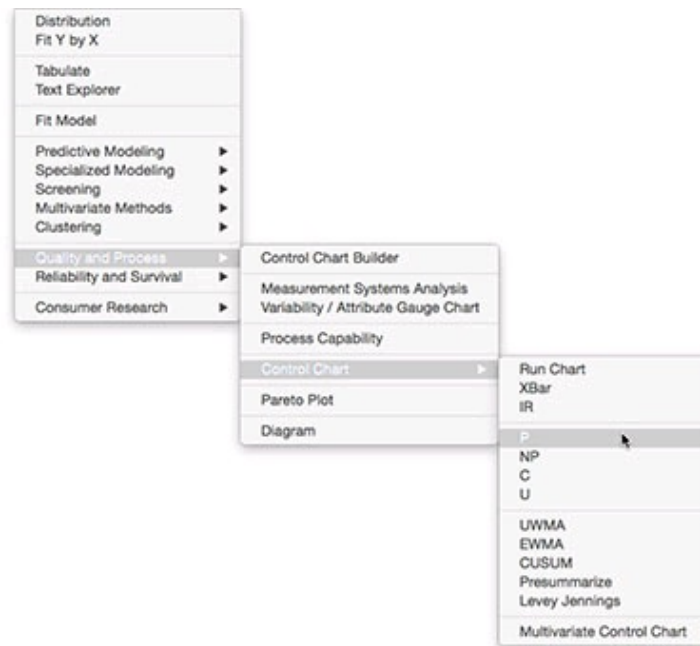 Distribution
Fit Y by X
Tabulate
Text Explorer
Fit Model
Predictive Modeling
Specialized Modeling
Screening
Multivariate Methods
Clustering
Quality and Process
Reliability and Survival
Consumer Research
Control Chart Builder
Measurement Systems Analysis
Variability / Attribute Gauge Chart
Process Capability
Control Chart
Pareto Plot
Diagram
Run Chart
XBar
IR
P
NP
C
U
UWMA
EWMA
CUSUM
Presummarize
Levey Jennings
Multivariate Control Chart